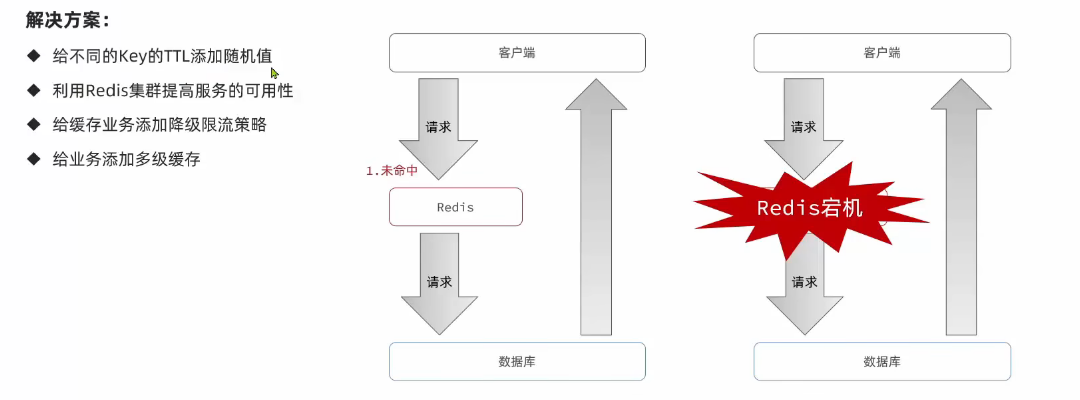 解决方案：
◆ 给不同的Key的TTL添加随机值
◆ 利用Redis集群提高服务的可用性
◆ 给缓存业务添加降级限流策略
◆ 给业务添加多级缓存
客户端
请求
1.未命中
Redis
请求
数据库
客户端
请求
Redis宕机
请求
数据库